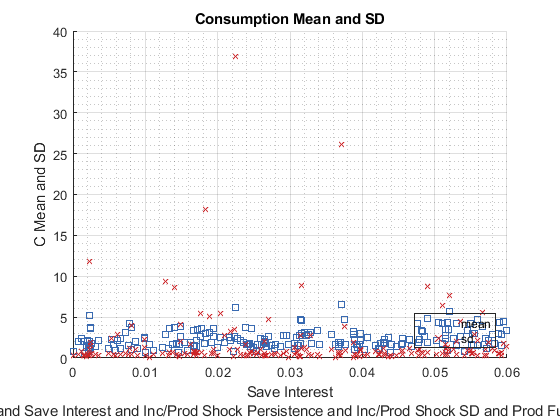 Consumption Mean and SD
40
35
30
25
20
15
10
5
0
C Mean and SD
mean
sd
0 0.01 0.02 0.03 0.04 0.05 0.06
Save Interest
and Save Interest and Inc/Prod Shock Persistence and Inc/Prod Shock SD and Prod Fu